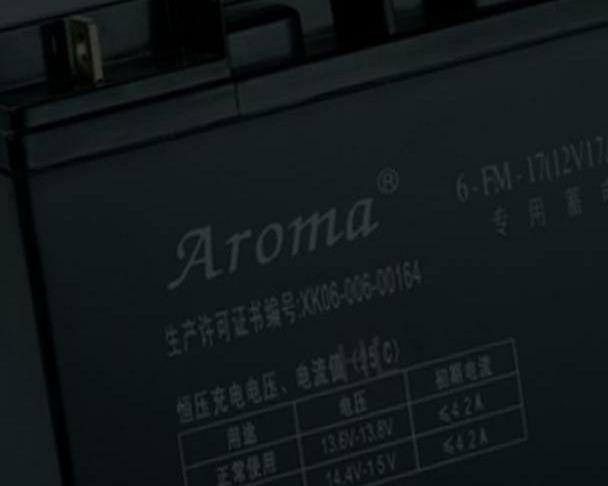 Aroma®
6-FM-17(12V17
专用蓄
生产许可证书编号:XK06-006-00164
恒压充电电压、电流值
用途 电压 初期电流
正常使用 13.6V-13.8V ≤4.2A
14.4V-15V ≤4.2A